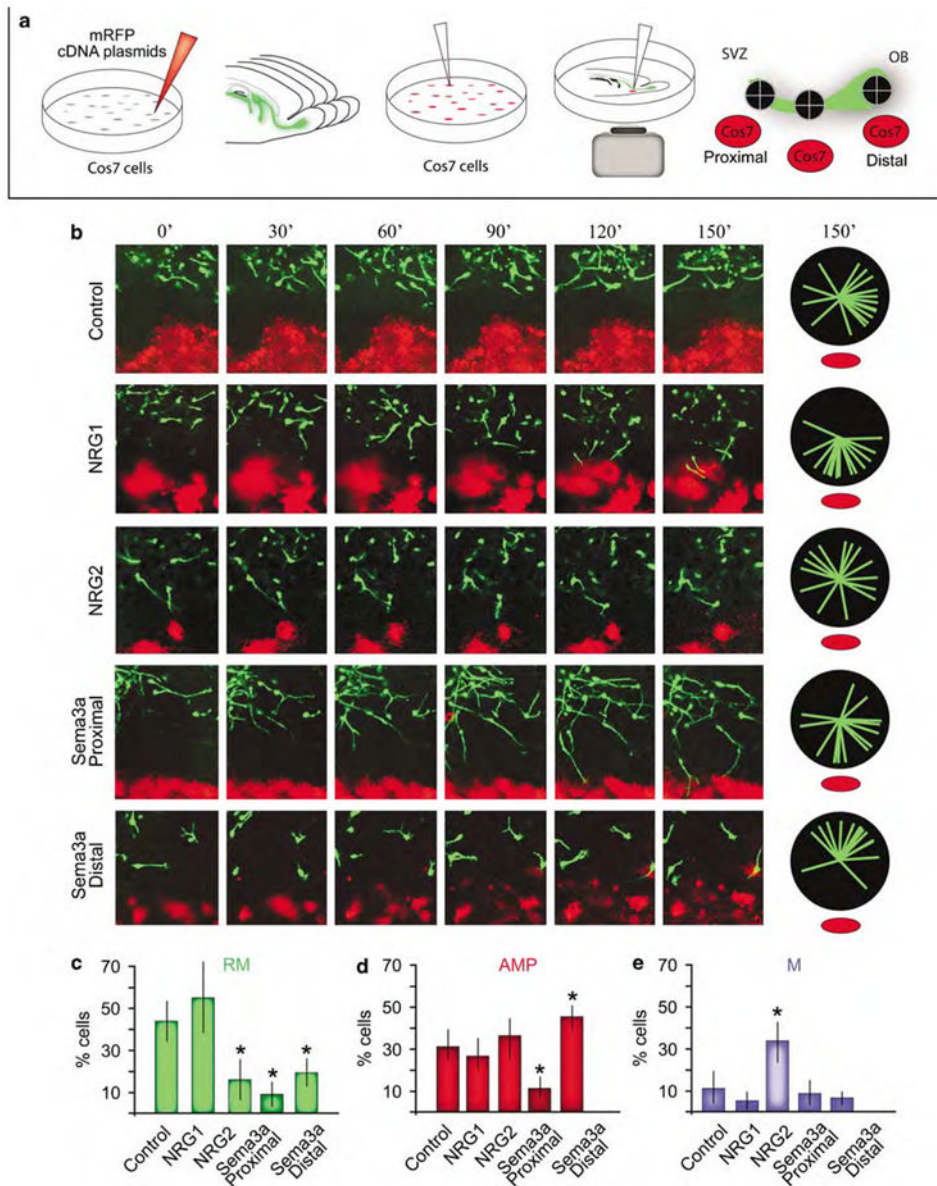 a
mRFP
cDNA plasmids
Cos7 cells
Cos7 cells
SVZ
OB
Cos7
Cos7
Cos7
Proximal
Distal
b
0’ 30’ 60’ 90’ 120’ 150’ 150’
Control
NRG1
NRG2
Sema3a
Proximal
Sema3a
Distal
c
RM
% cells
70
50
30
10
* * *
Control
NRG1
NRG2
Sema3a
Proximal
Sema3a
Distal
d
AMP
% cells
70
50
30
10
* *
Control
NRG1
NRG2
Sema3a
Proximal
Sema3a
Distal
e
M
% cells
70
50
30
10
*
Control
NRG1
NRG2
Sema3a
Proximal
Sema3a
Distal